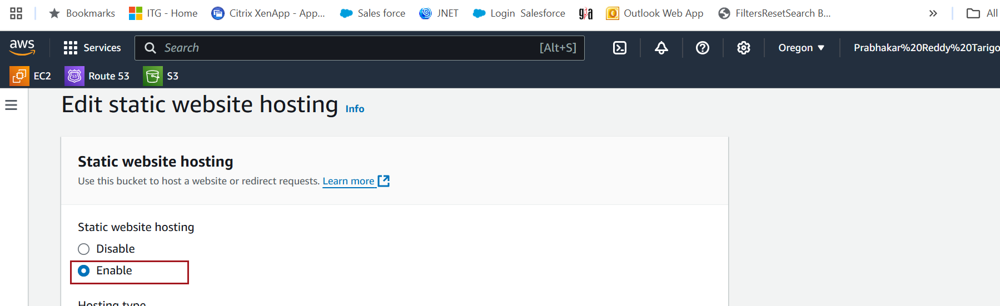 Bookmarks ITG - Home Citrix XenApp - App... Sales force JNET Login Salesforce g/a Outlook Web App FiltersResetSearch B... » All
aws Services Search [Alt+S] Oregon Prabhakar%20Reddy%20Tarigo
EC2 53 Route 53 S3
Edit static website hosting Info
Static website hosting
Use this bucket to host a website or redirect requests. Learn more
Static website hosting
Disable
Enable
Hosting type